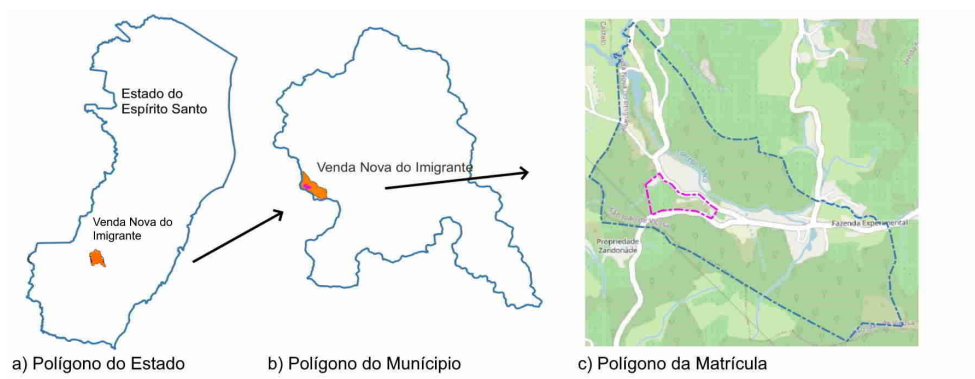 Estado do
Espírito Santo
Venda Nova do
Imigrante
a) Polígono do Estado
Venda Nova do Imigrante
b) Polígono do Munícipio
Fazenda Experimental
Propriedade
Zandonade
c) Polígono da Matrícula